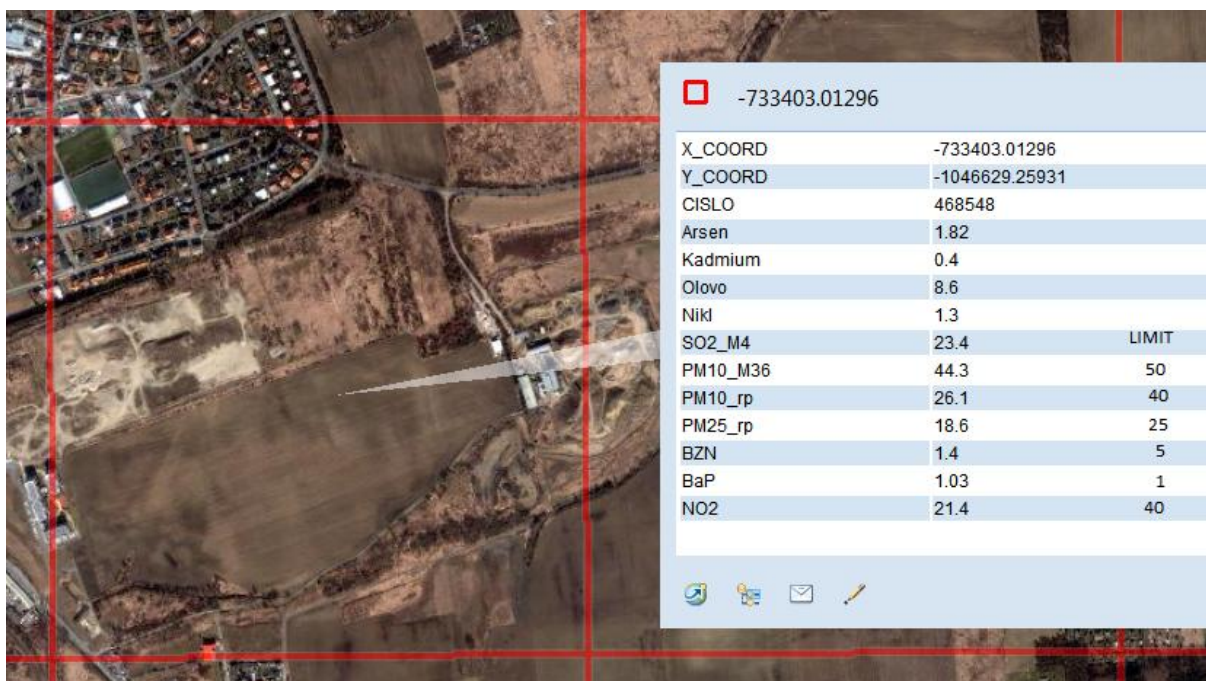 -733403.01296
X_COORD -733403.01296
Y_COORD -1046629.25931
CISLO 468548
Arsen 1.82
Kadmium 0.4
Olovo 8.6
Nikl 1.3
SO2_M4 23.4 LIMIT
PM10_M36 44.3 50
PM10_rp 26.1 40
PM25_rp 18.6 25
BZN 1.4 5
BaP 1.03 1
NO2 21.4 40